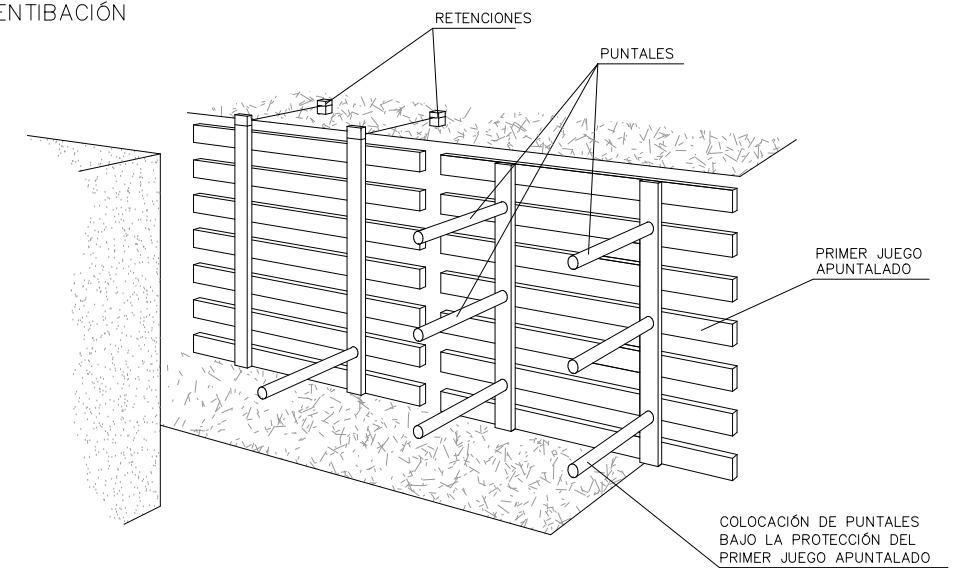 ENTIBACIÓN
RETENCIONES
PUNTALES
PRIMER JUEGO
APUNTALADO
COLOCACIÓN DE PUNTALES
BAJO LA PROTECCIÓN DEL
PRIMER JUEGO APUNTALADO